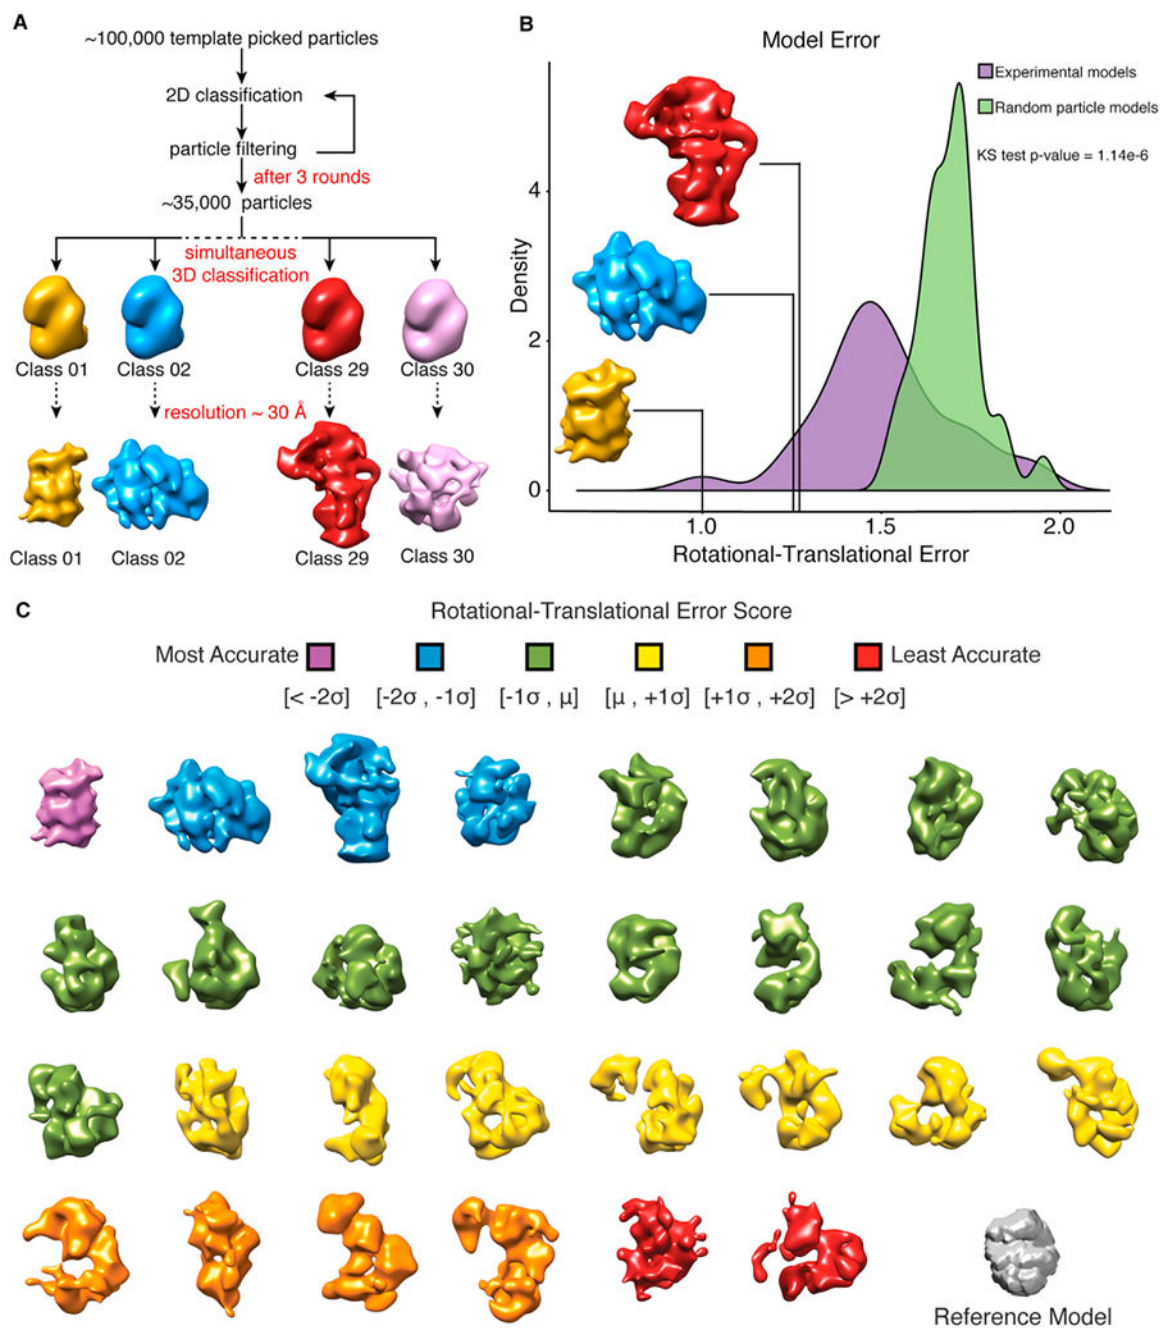 A
~100,000 template picked particles
2D classification
particle filtering
after 3 rounds
~35,000 particles
simultaneous
3D classification
Class 01
Class 02
Class 29
Class 30
resolution ~ 30 Å
Class 01
Class 02
Class 29
Class 30
B
Model Error
Experimental models
Random particle models
KS test p-value = 1.14e-6
Density
4
2
0
1.0
1.5
2.0
Rotational-Translational Error
C
Rotational-Translational Error Score
Most Accurate
Least Accurate
[< -2σ]
[-2σ , -1σ]
[-1σ , μ]
[μ , +1σ]
[+1σ , +2σ]
[> +2σ]
Reference Model